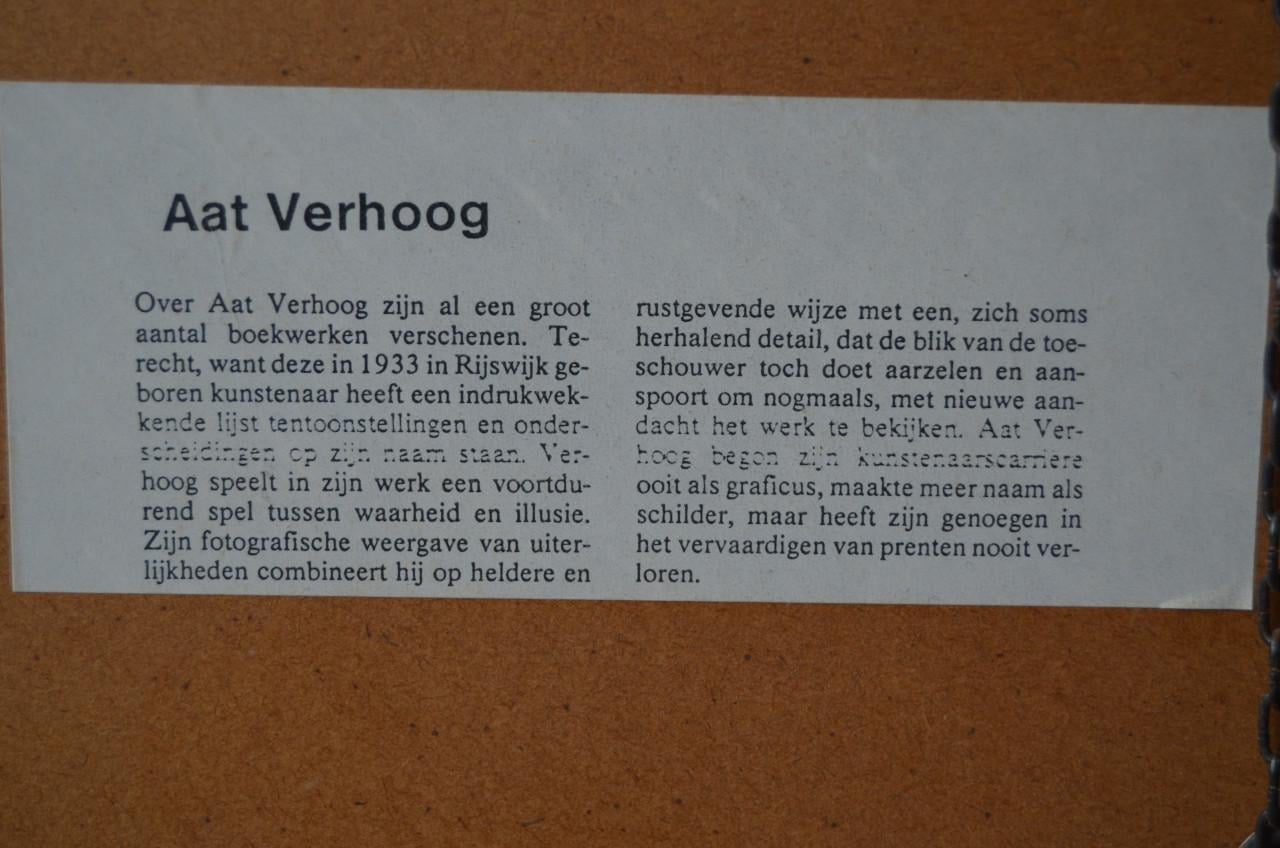 Aat Verhoog
Over Aat Verhoog zijn al een groot
aantal boekwerken verschenen. Te-
recht, want deze in 1933 in Rijswijk ge-
boren kunstenaar heeft een indrukwek-
kende lijst tentoonstellingen en onder-
scheidingen op zijn naam staan. Ver-
hoog speelt in zijn werk een voortdu-
rend spel tussen waarheid en illusie.
Zijn fotografische weergave van uiter-
lijkheden combineert hij op heldere en
rustgevende wijze met een, zich soms
herhalend detail, dat de blik van de toe-
schouwer toch doet aarzelen en aan-
spoort om nogmaals, met nieuwe aan-
dacht het werk te bekijken. Aat Ver-
hoog begon zijn kunstenaarscarrière
ooit als graficus, maakte meer naam als
schilder, maar heeft zijn genoegen in
het vervaardigen van prenten nooit ver-
loren.